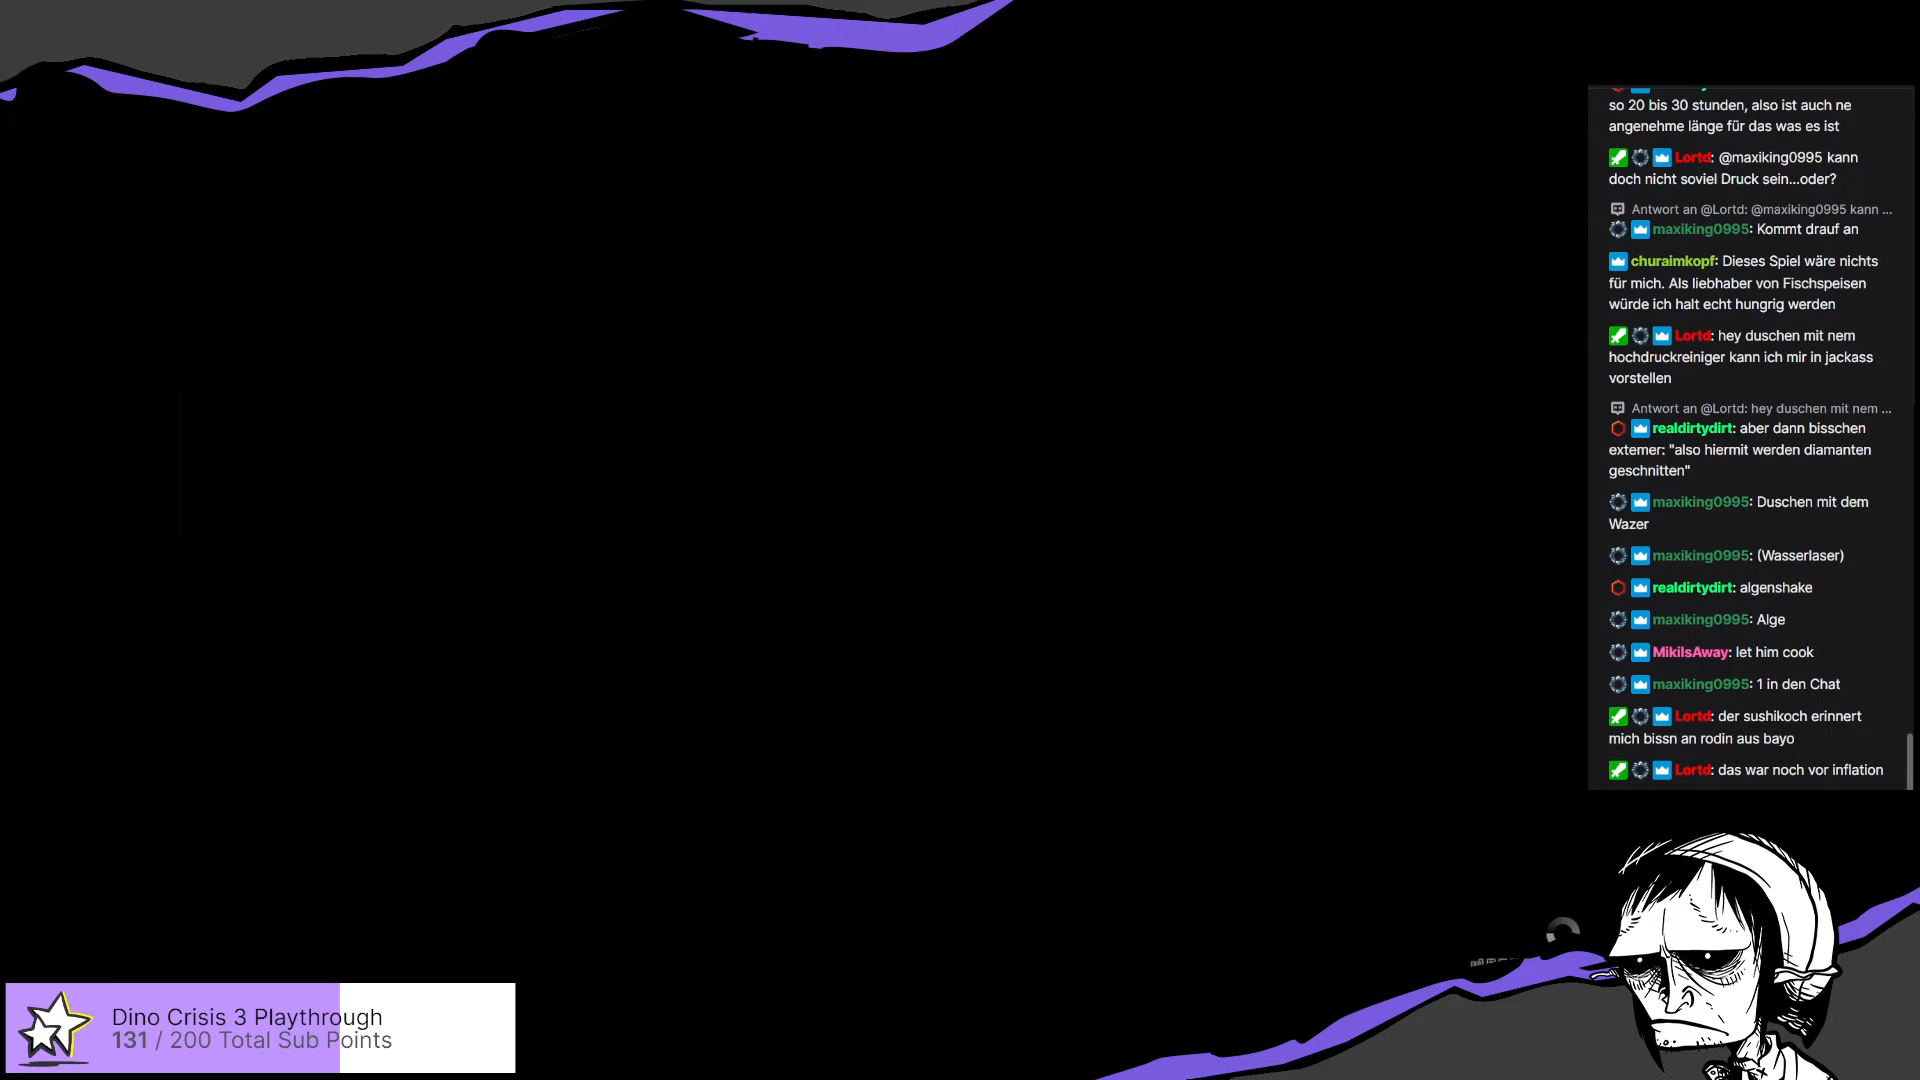 so 20 bis 30 stunden, also ist auch ne
angenehme länge für das was es ist
Lortd: @maxiking0995 kann
doch nicht soviel Druck sein...oder?
Antwort an @Lortd: @maxiking0995 kann ...
maxiking0995: Kommt drauf an
churaimkopf: Dieses Spiel wäre nichts
für mich. Als liebhaber von Fischspeisen
würde ich halt echt hungrig werden
Lortd: hey duschen mit nem
hochdruckreiniger kann ich mir in jackass
vorstellen
Antwort an @Lortd: hey duschen mit nem ...
realdirtydirt: aber dann bisschen
extemer: "also hiermit werden diamanten
geschnitten"
maxiking0995: Duschen mit dem
Wazer
maxiking0995: (Wasserlaser)
realdirtydirt: algenshake
maxiking0995: Alge
MikiIsAway: let him cook
maxiking0995: 1 in den Chat
Lortd: der sushikoch erinnert
mich bissn an rodin aus bayo
Lortd: das war noch vor inflation
Dino Crisis 3 Playthrough
131 / 200 Total Sub Points